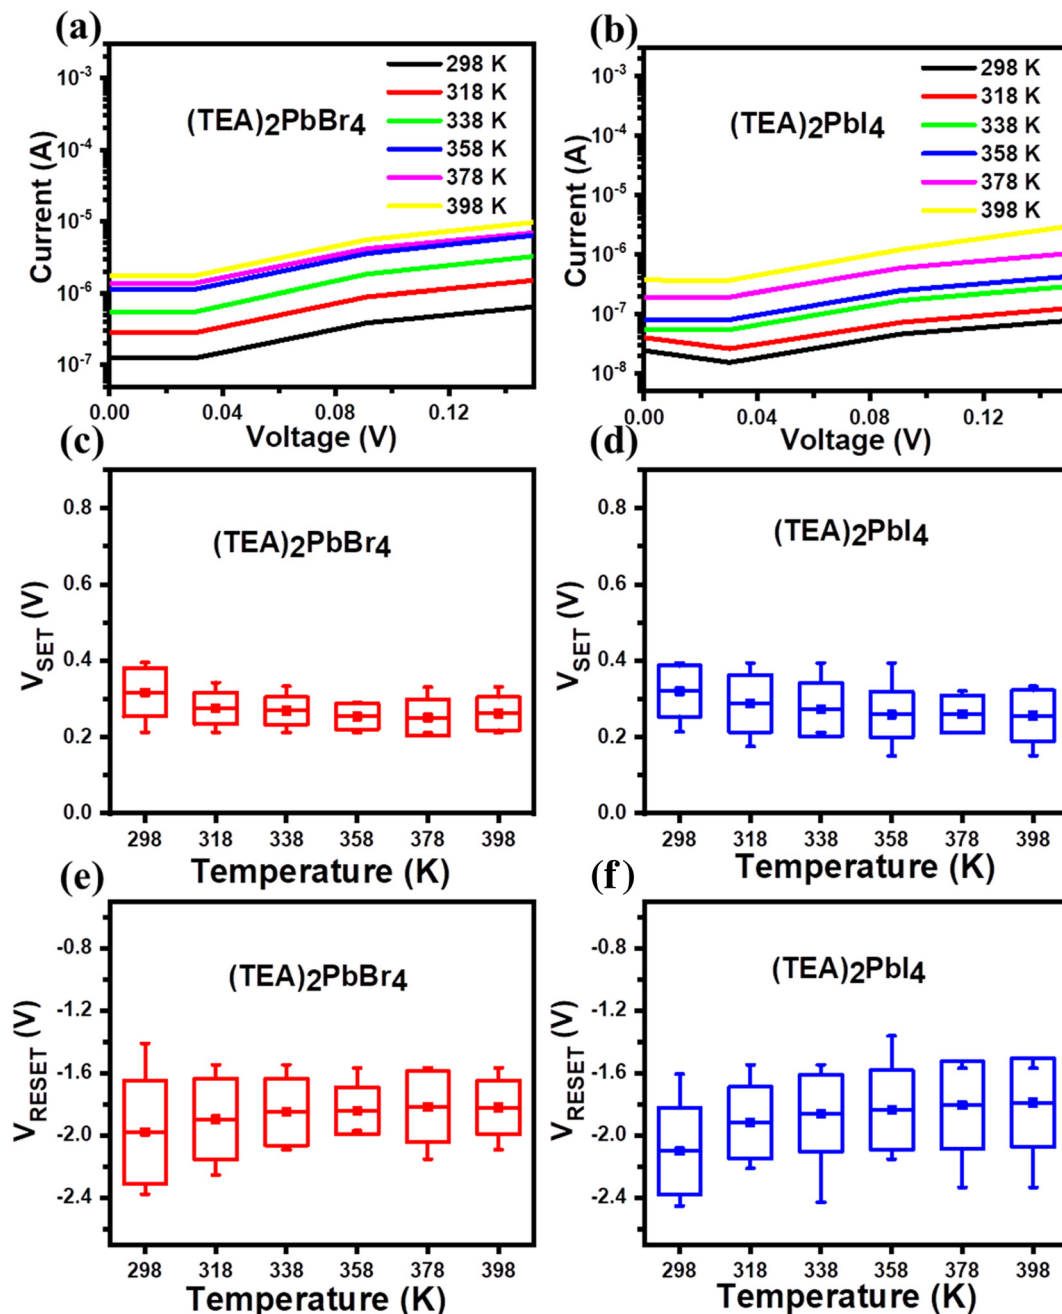 (a)
Current (A)
10-3
10-4
10-5
10-6
10-7
(TEA)2PbBr4
298 K
318 K
338 K
358 K
378 K
398 K
0.00 0.04 0.08 0.12
Voltage (V)
(b)
Current (A)
10-3
10-4
10-5
10-6
10-7
10-8
(TEA)2PbI4
298 K
318 K
338 K
358 K
378 K
398 K
0.00 0.04 0.08 0.12
Voltage (V)
(c)
VSET (V)
0.8
0.6
0.4
0.2
0.0
(TEA)2PbBr4
298 318 338 358 378 398
Temperature (K)
(d)
VSET (V)
0.8
0.6
0.4
0.2
0.0
(TEA)2PbI4
298 318 338 358 378 398
Temperature (K)
(e)
VRESET (V)
-0.8
-1.2
-1.6
-2.0
-2.4
(TEA)2PbBr4
298 318 338 358 378 398
Temperature (K)
(f)
VRESET (V)
-0.8
-1.2
-1.6
-2.0
-2.4
(TEA)2PbI4
298 318 338 358 378 398
Temperature (K)